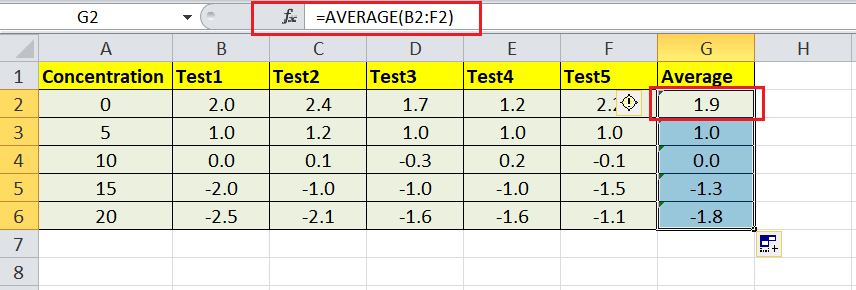 G2 fx =AVERAGE(B2:F2)
A B C D E F G H
1 Concentration Test1 Test2 Test3 Test4 Test5 Average
2 0 2.0 2.4 1.7 1.2 1.9
3 5 1.0 1.2 1.0 1.0 1.0 1.0
4 10 0.0 0.1 -0.3 0.2 -0.1 0.0
5 15 -2.0 -1.0 -1.0 -1.0 -1.5 -1.3
6 20 -2.5 -2.1 -1.6 -1.6 -1.1 -1.8
7
8